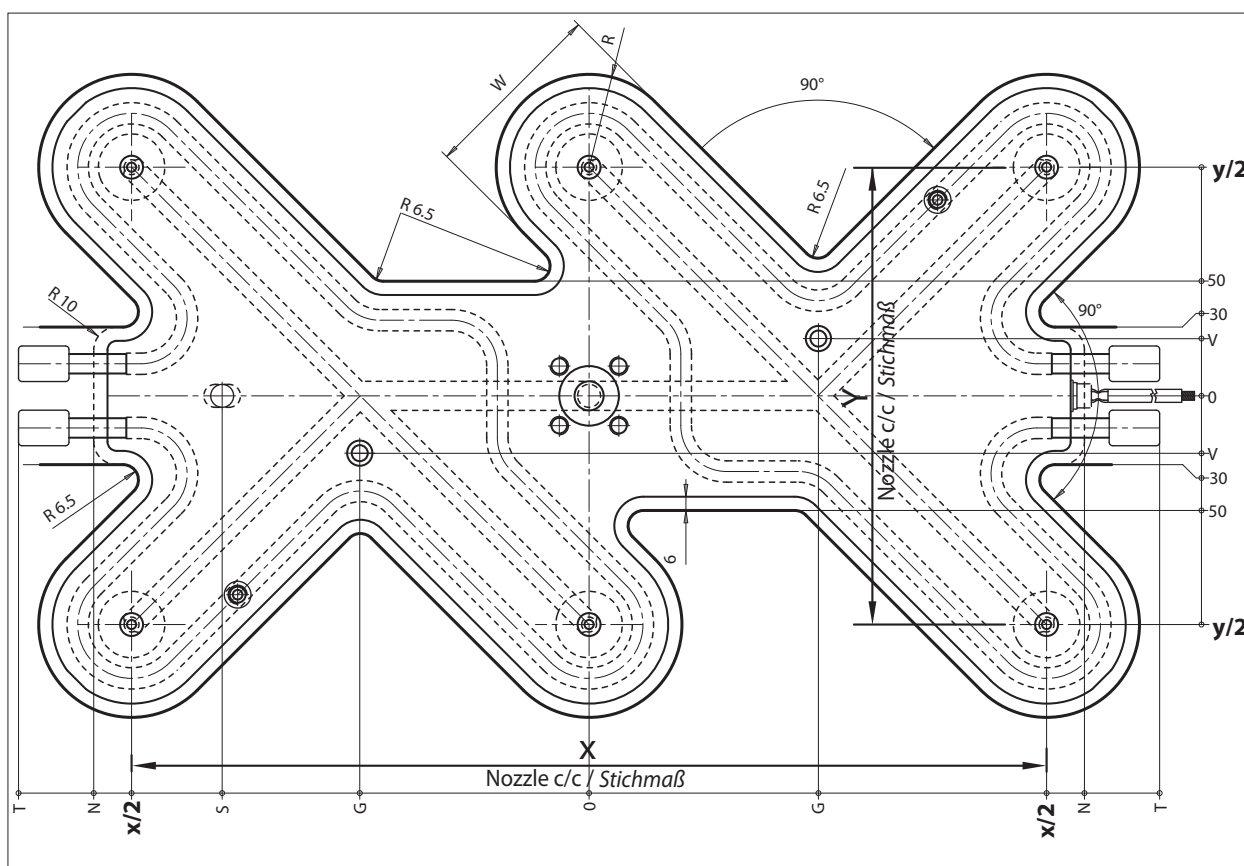 W
R
90°
R 6.5
R 6.5
R 10
R 6.5
90°
6
Y
Nozzle c/c / Stichmaß
X
Nozzle c/c / Stichmaß
y/2
50
30
V
0
V
30
50
y/2
T
N
x/2
S
G
0
G
x/2
N
T